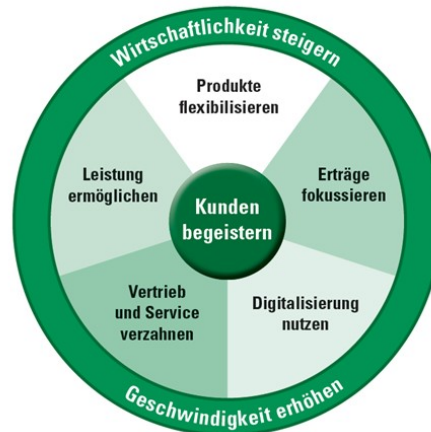 Wirtschaftlichkeit steigern
Produkte
flexibilisieren
Leistung
ermöglichen
Erträge
fokussieren
Kunden
begeistern
Vertrieb
und Service
verzahnen
Digitalisierung
nutzen
Geschwindigkeit erhöhen